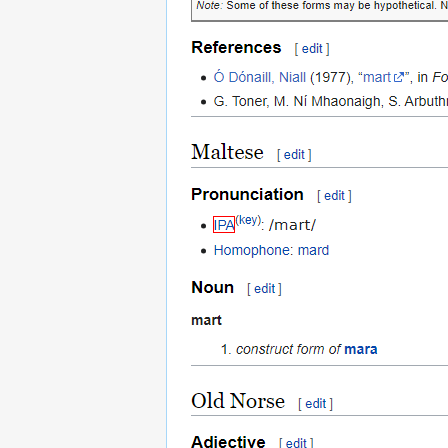 Note: Some of these forms may be hypothetical. N
References [ edit ]
Ó Dónaill, Niall (1977), “mart”, in Fo
G. Toner, M. Ní Mhaonaigh, S. Arbuthn
Maltese [ edit ]
Pronunciation [ edit ]
IPA(key): /mart/
Homophone: mard
Noun [ edit ]
mart
1. construct form of mara
Old Norse [ edit ]
Adjective [ edit ]